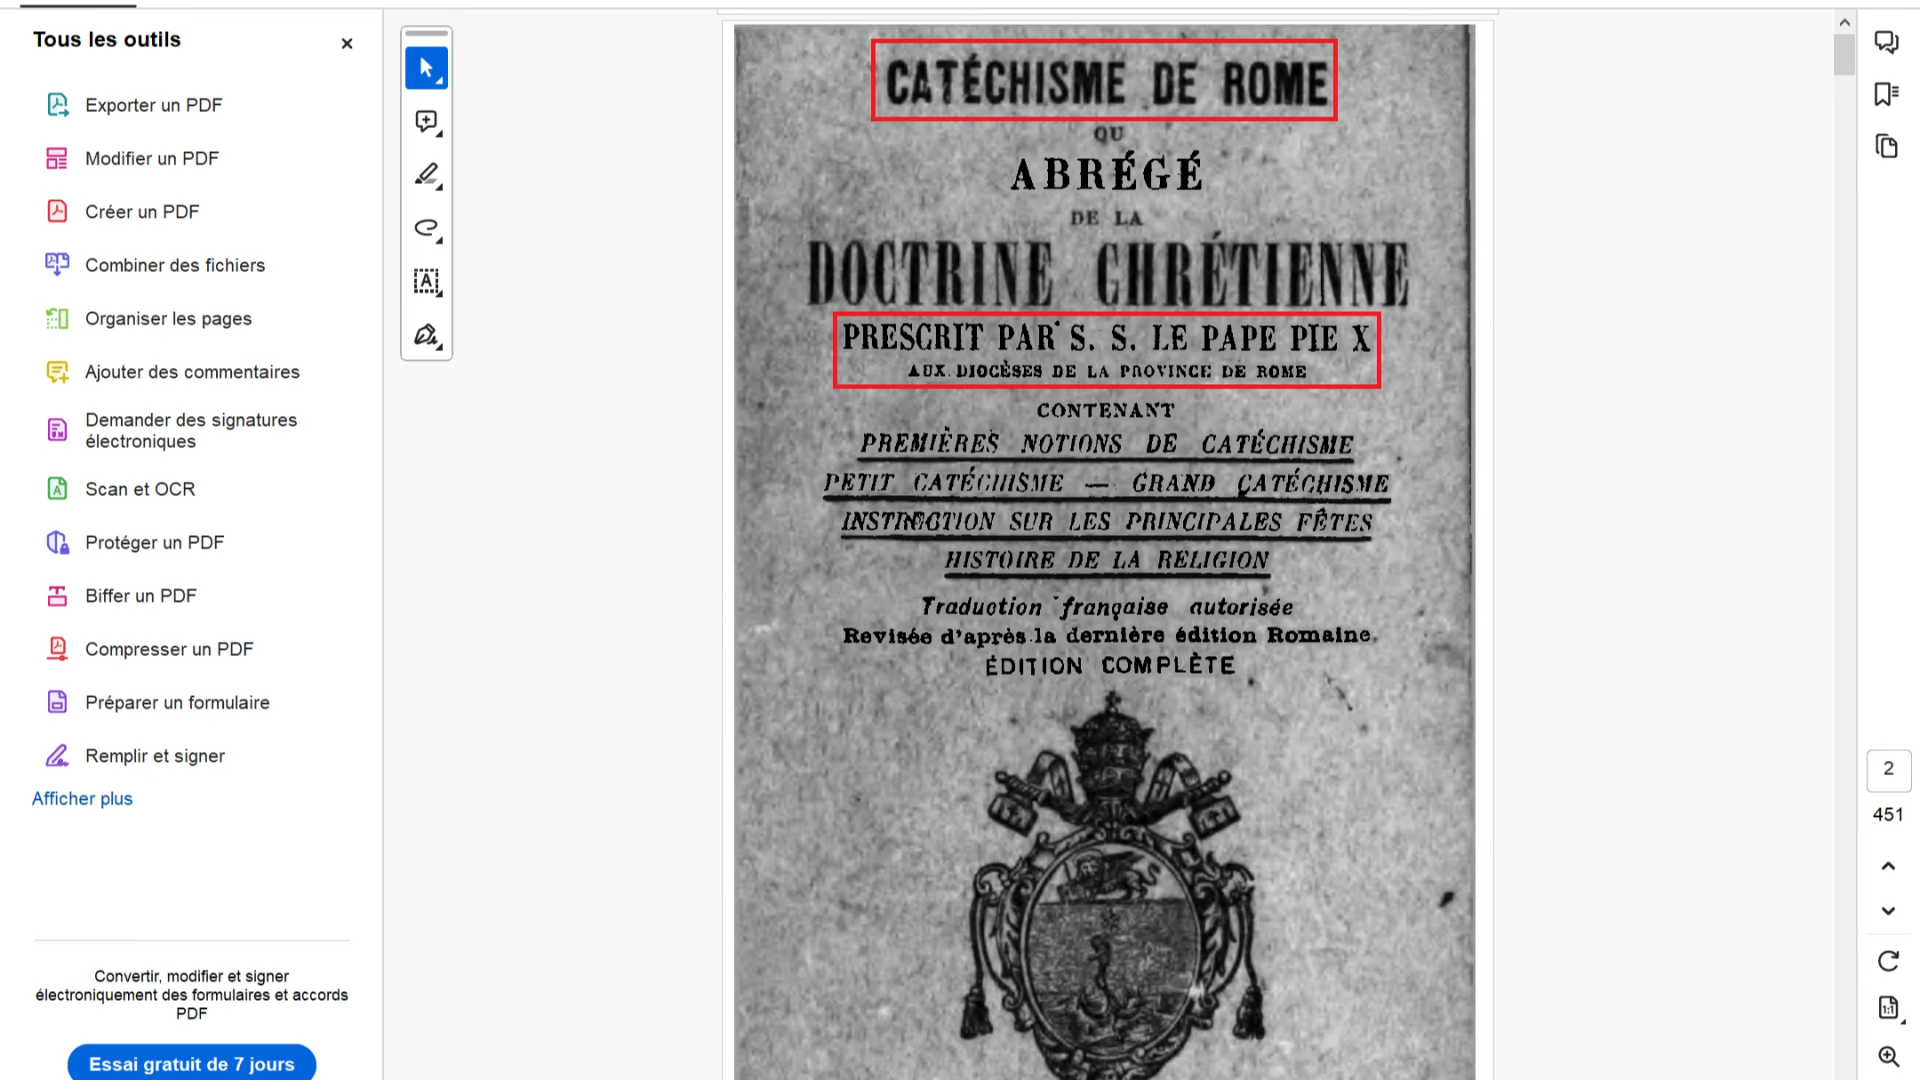 Tous les outils
Exporter un PDF
Modifier un PDF
Créer un PDF
Combiner des fichiers
Organiser les pages
Ajouter des commentaires
Demander des signatures
électroniques
Scan et OCR
Protéger un PDF
Biffer un PDF
Compresser un PDF
Préparer un formulaire
Remplir et signer
Afficher plus
Convertir, modifier et signer
électroniquement des formulaires et accords
PDF
Essai gratuit de 7 jours
CATÉCHISME DE ROME
OU
ABRÉGÉ
DE LA
DOCTRINE CHRÉTIENNE
PRESCRIT PAR S. S. LE PAPE PIE X
AUX DIOCÈSES DE LA PROVINCE DE ROME
CONTENANT
PREMIÈRES NOTIONS DE CATÉCHISME
PETIT CATÉCHISME — GRAND CATÉCHISME
INSTRUCTION SUR LES PRINCIPALES FÊTES
HISTOIRE DE LA RELIGION
Traduction française autorisée
Revisée d'après la dernière édition Romaine.
ÉDITION COMPLÈTE
2
451